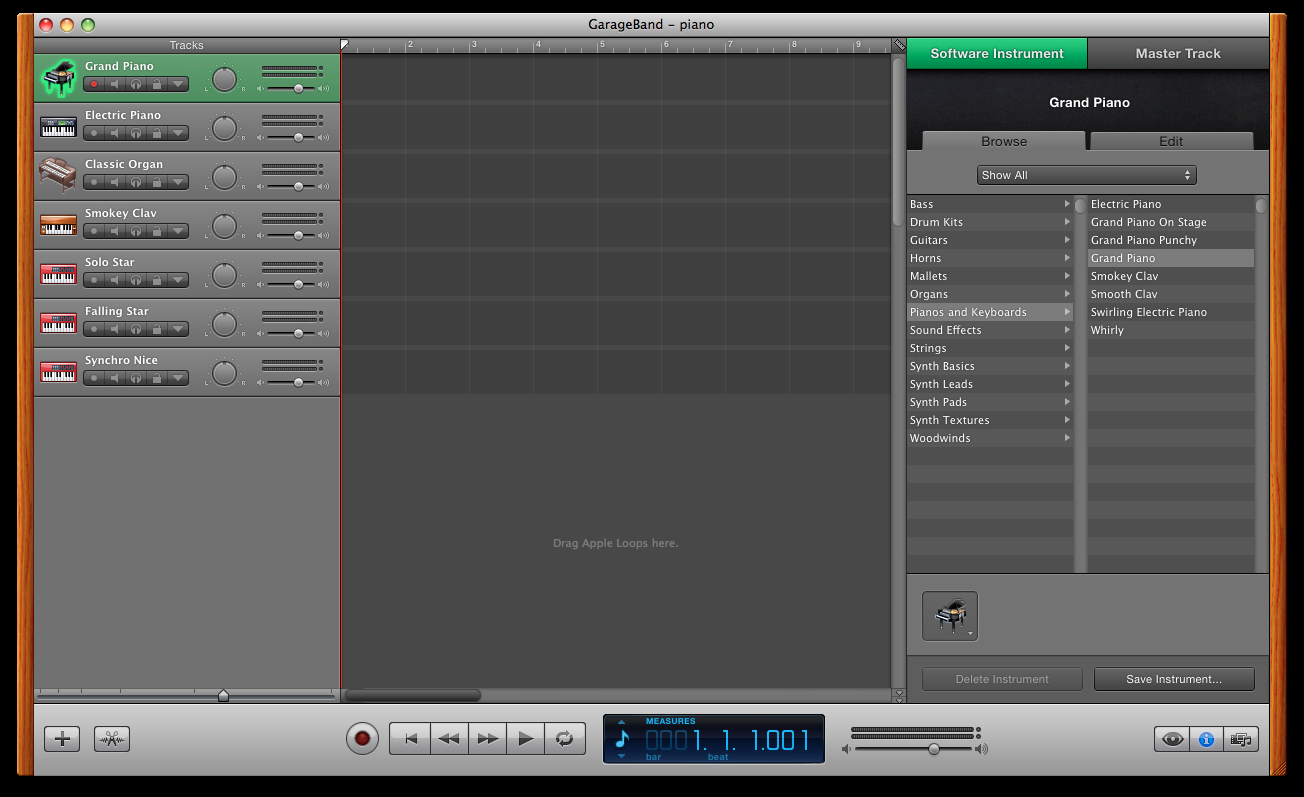 GarageBand – piano
Tracks
2 3 4 5 6 7 8 9
Grand Piano
L R
Electric Piano
L R
Classic Organ
L R
Smokey Clav
L R
Solo Star
L R
Falling Star
L R
Synchro Nice
L R
Drag Apple Loops here.
Software Instrument
Master Track
Grand Piano
Browse
Edit
Show All
Bass
Drum Kits
Guitars
Horns
Mallets
Organs
Pianos and Keyboards
Sound Effects
Strings
Synth Basics
Synth Leads
Synth Pads
Synth Textures
Woodwinds
Electric Piano
Grand Piano On Stage
Grand Piano Punchy
Grand Piano
Smokey Clav
Smooth Clav
Swirling Electric Piano
Whirly
Delete Instrument
Save Instrument...
MEASURES
0001. 1. 1.001
bar beat